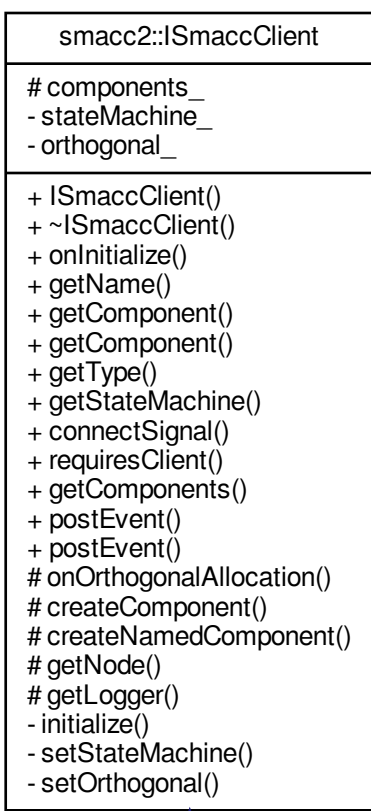 smacc2::ISmaccClient
# components_
- stateMachine_
- orthogonal_
+ ISmaccClient()
+ ~ISmaccClient()
+ onInitialize()
+ getName()
+ getComponent()
+ getComponent()
+ getType()
+ getStateMachine()
+ connectSignal()
+ requiresClient()
+ getComponents()
+ postEvent()
+ postEvent()
# onOrthogonalAllocation()
# createComponent()
# createNamedComponent()
# getNode()
# getLogger()
- initialize()
- setStateMachine()
- setOrthogonal()